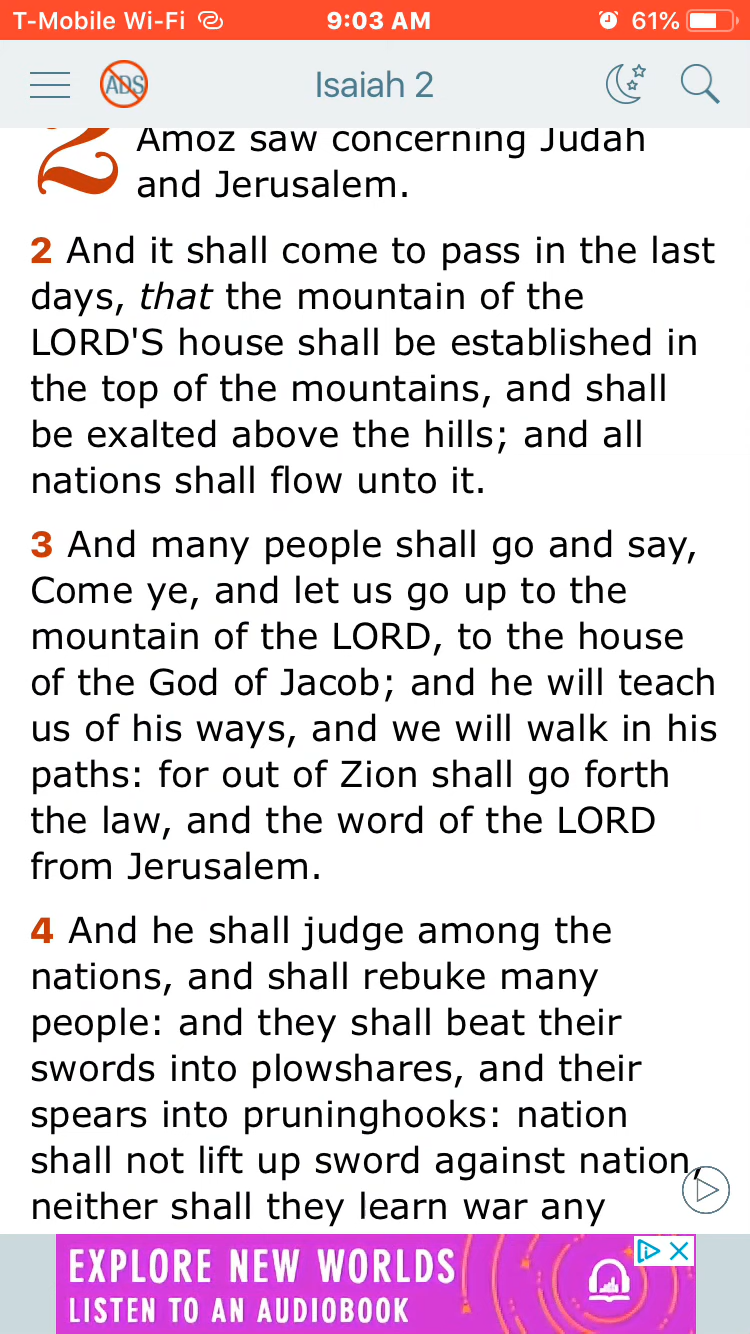 T-Mobile Wi-Fi 9:03 AM 61%
ADS Isaiah 2
2 Amoz saw concerning Judah
and Jerusalem.
2 And it shall come to pass in the last
days, that the mountain of the
LORD'S house shall be established in
the top of the mountains, and shall
be exalted above the hills; and all
nations shall flow unto it.
3 And many people shall go and say,
Come ye, and let us go up to the
mountain of the LORD, to the house
of the God of Jacob; and he will teach
us of his ways, and we will walk in his
paths: for out of Zion shall go forth
the law, and the word of the LORD
from Jerusalem.
4 And he shall judge among the
nations, and shall rebuke many
people: and they shall beat their
swords into plowshares, and their
spears into pruninghooks: nation
shall not lift up sword against nation,
neither shall they learn war any
EXPLORE NEW WORLDS
LISTEN TO AN AUDIOBOOK